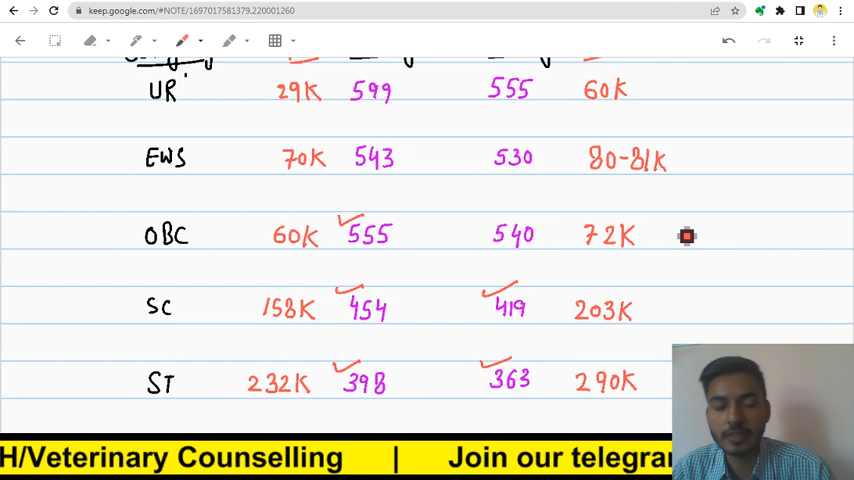 keep.google.com/#NOTE/1697017581379.220001260
UR 29K 599 555 60K
EWS 70K 543 530 80-81K
OBC 60K 555 540 72K
SC 158K 454 419 203K
ST 232K 398 363 290K
H/Veterinary Counselling | Join our telegra